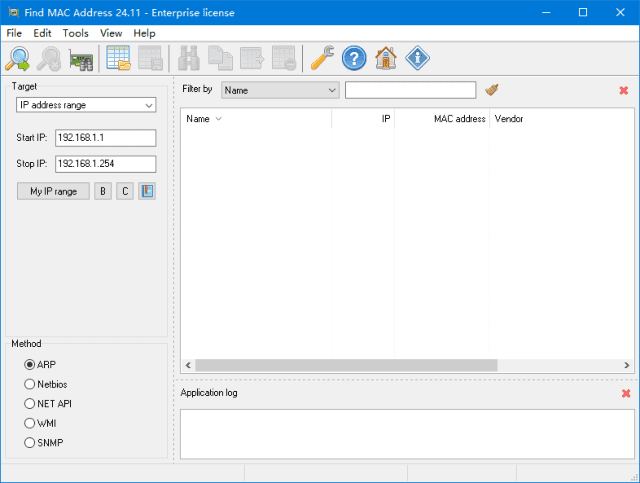 Find MAC Address 24.11 - Enterprise license
File Edit Tools View Help
Target
IP address range
Start IP: 192.168.1.1
Stop IP: 192.168.1.254
My IP range B C
Method
ARP
Netbios
NET API
WMI
SNMP
Filter by Name
Name IP MAC address Vendor
Application log